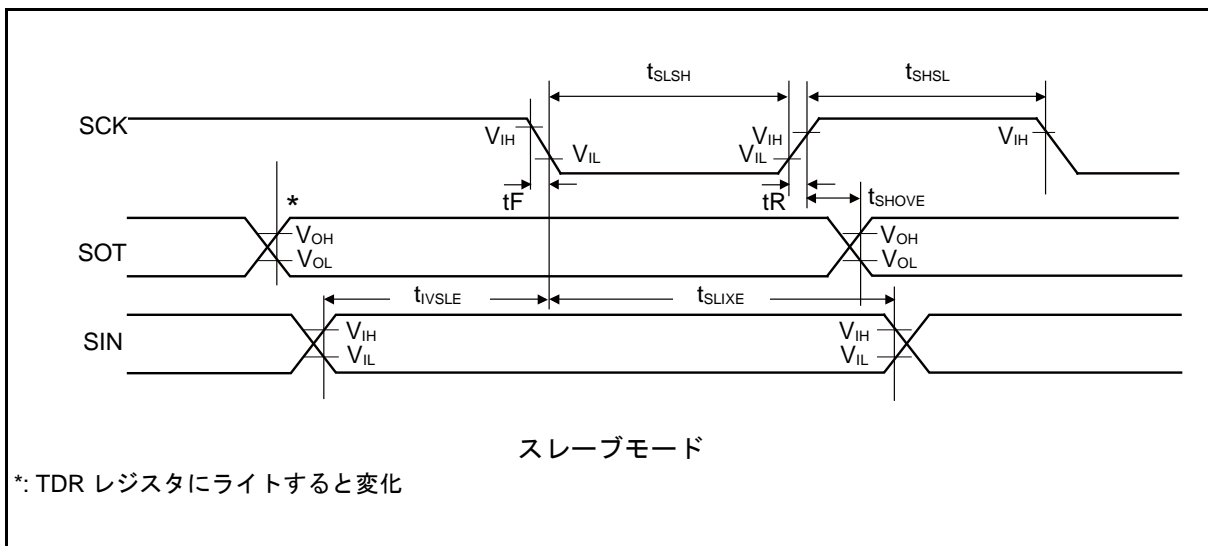 tSLSH
tSHSL
SCK
VIH
VIL
VIH
VIL
VIH
tF
tR
tSHOVE
*
SOT
VOH
VOL
VOH
VOL
tIVSLE
tSLIXE
SIN
VIH
VIL
VIH
VIL
スレーブモード
*: TDR レジスタにライトすると変化